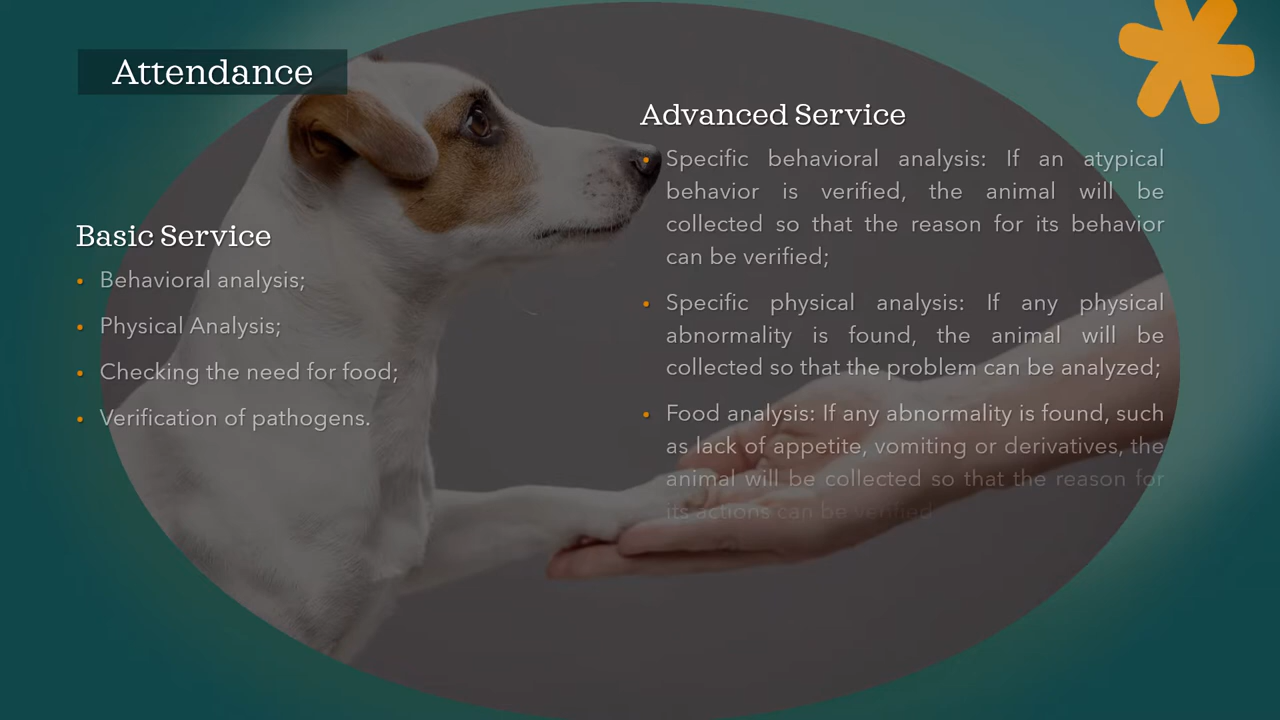 Attendance
Basic Service
• Behavioral analysis;
• Physical Analysis;
• Checking the need for food;
• Verification of pathogens.
Advanced Service
• Specific behavioral analysis: If an atypical
behavior is verified, the animal will be
collected so that the reason for its behavior
can be verified;
• Specific physical analysis: If any physical
abnormality is found, the animal will be
collected so that the problem can be analyzed;
• Food analysis: If any abnormality is found, such
as lack of appetite, vomiting or derivatives, the
animal will be collected so that the reason for
its actions can be verified.